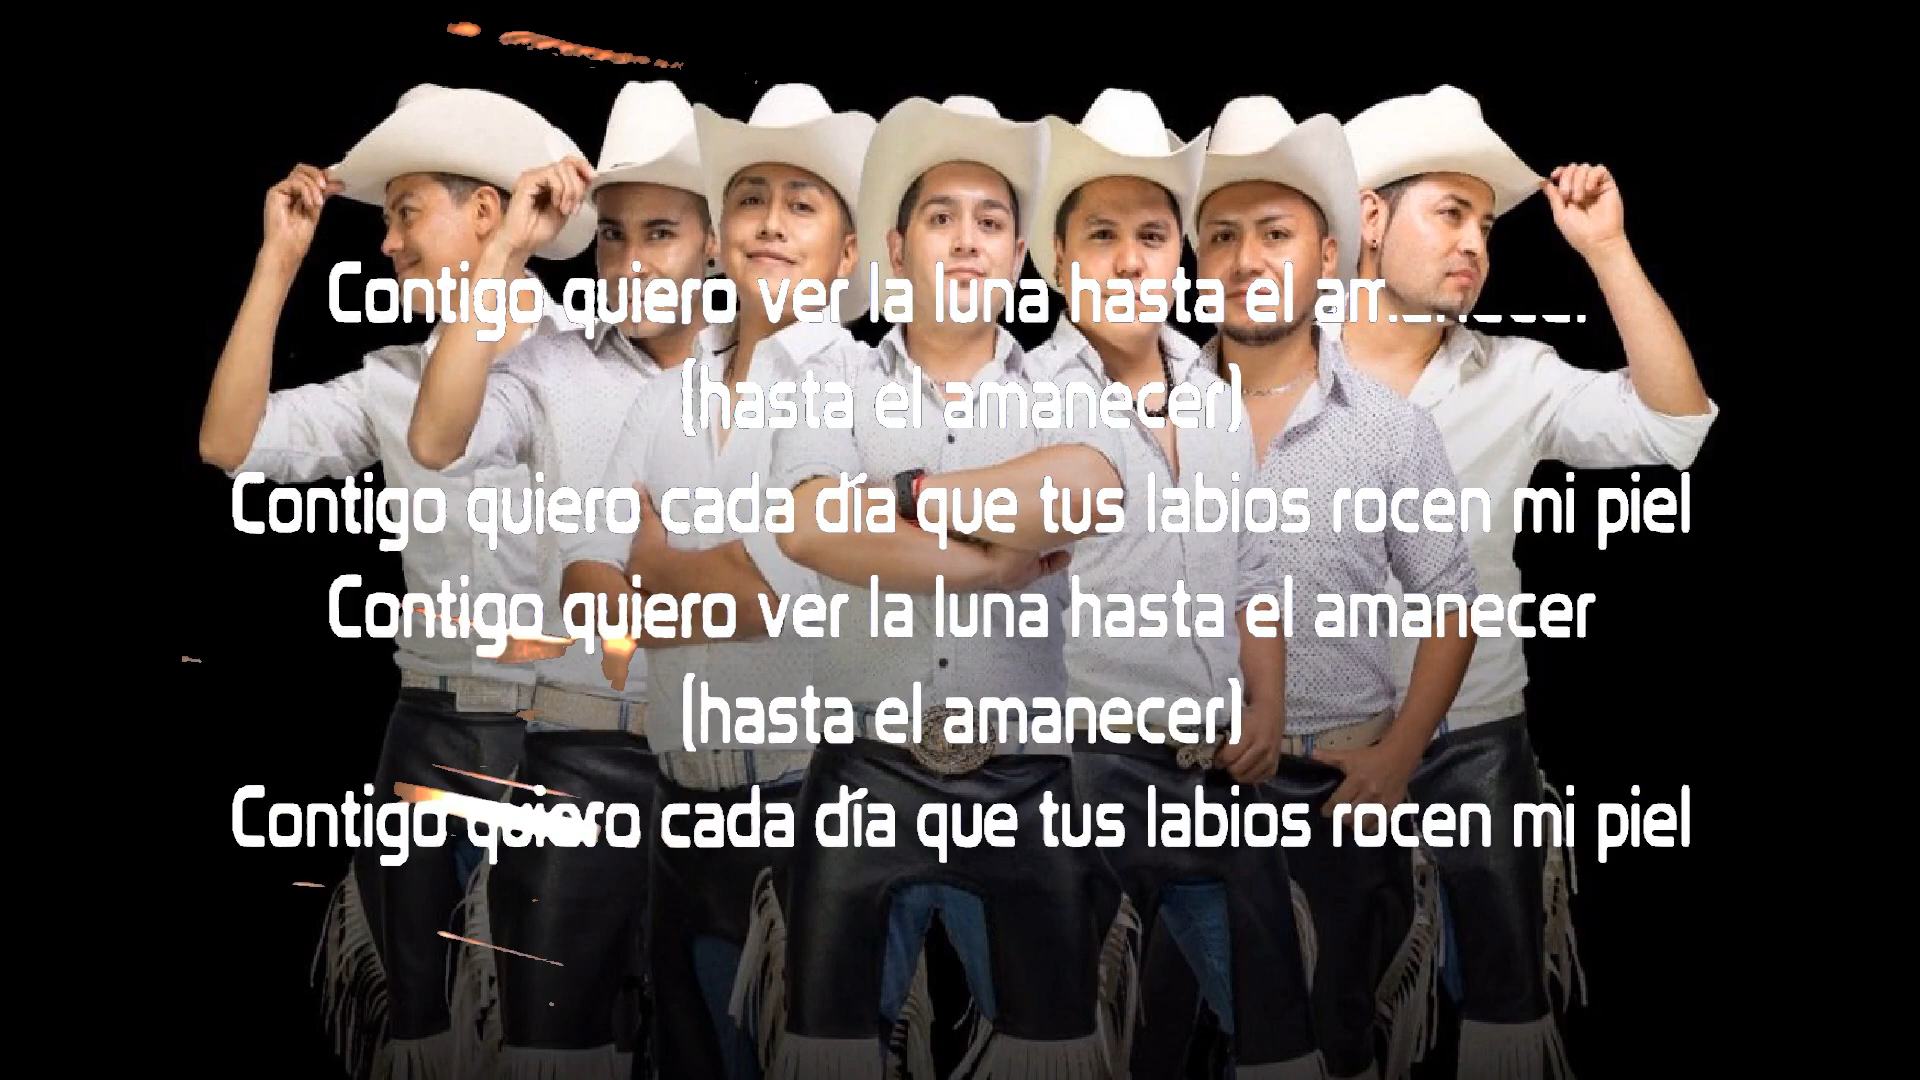 Contigo quiero ver la luna hasta el amanecer
(hasta el amanecer)
Contigo quiero cada día que tus labios rocen mi piel
Contigo quiero ver la luna hasta el amanecer
(hasta el amanecer)
Contigo quiero cada día que tus labios rocen mi piel